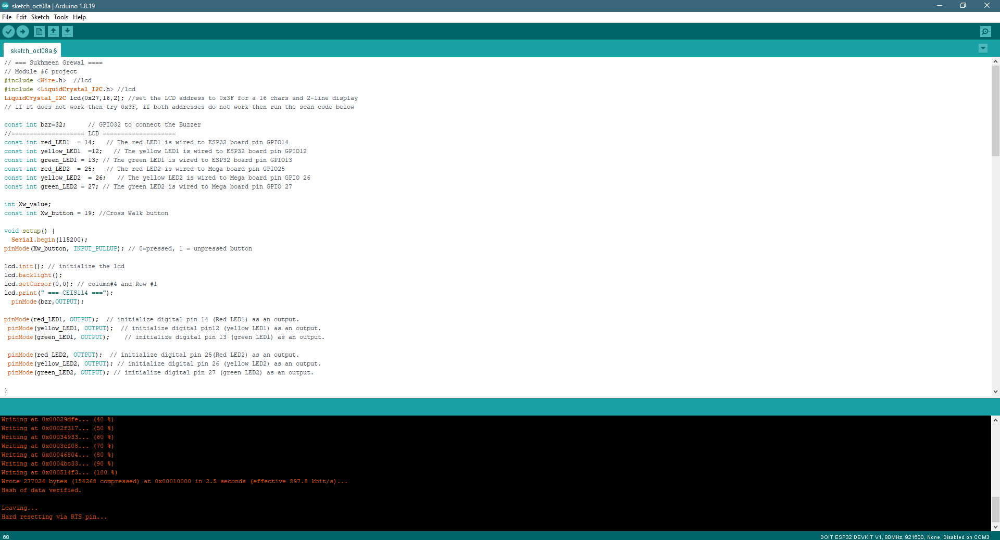 sketch_oct08a | Arduino 1.8.19
File Edit Sketch Tools Help
sketch_oct08a §
// === Sukhmeen Grewal ====
// Module #6 project
#include <Wire.h>  //lcd
#include <LiquidCrystal_I2C.h> //lcd
LiquidCrystal_I2C lcd(0x27,16,2); //set the LCD address to 0x3F for a 16 chars and 2-line display
// if it does not work then try 0x3F, if both addresses do not work then run the scan code below
const int bzr=32;      // GPIO32 to connect the Buzzer
//==================== LCD ====================
const int red_LED1  = 14;   // The red LED1 is wired to ESP32 board pin GPIO14
const int yellow_LED1  =12;   // The yellow LED1 is wired to ESP32 board pin GPIO12
const int green_LED1 = 13; // The green LED1 is wired to ESP32 board pin GPIO13
const int red_LED2  = 25;   // The red LED2 is wired to Mega board pin GPIO25
const int yellow_LED2  = 26;   // The yellow LED2 is wired to Mega board pin GPIO 26
const int green_LED2 = 27; // The green LED2 is wired to Mega board pin GPIO 27
int Xw_value;
const int Xw_button = 19; //Cross Walk button
void setup() {
  Serial.begin(115200);
pinMode(Xw_button, INPUT_PULLUP); // 0=pressed, 1 = unpressed button
lcd.init(); // initialize the lcd
lcd.backlight();
lcd.setCursor(0,0); // column#4 and Row #1
lcd.print(" === CEIS114 ===");
  pinMode(bzr,OUTPUT);
pinMode(red_LED1, OUTPUT);  // initialize digital pin 14 (Red LED1) as an output.
 pinMode(yellow_LED1, OUTPUT);  // initialize digital pin12 (yellow LED1) as an output.
 pinMode(green_LED1, OUTPUT);    // initialize digital pin 13 (green LED1) as an output.
 pinMode(red_LED2, OUTPUT);  // initialize digital pin 25(Red LED2) as an output.
 pinMode(yellow_LED2, OUTPUT); // initialize digital pin 26 (yellow LED2) as an output.
 pinMode(green_LED2, OUTPUT); // initialize digital pin 27 (green LED2) as an output.
}
Writing at 0x00029dfe... (40 %)
Writing at 0x0002f317... (50 %)
Writing at 0x00034933... (60 %)
Writing at 0x0003cf08... (70 %)
Writing at 0x00046804... (80 %)
Writing at 0x0004bc33... (90 %)
Writing at 0x000514f3... (100 %)
Wrote 277024 bytes (154268 compressed) at 0x00010000 in 2.5 seconds (effective 897.8 kbit/s)...
Hash of data verified.
Leaving...
Hard resetting via RTS pin...
68
DOIT ESP32 DEVKIT V1, 80MHz, 921600, None, Disabled on COM3